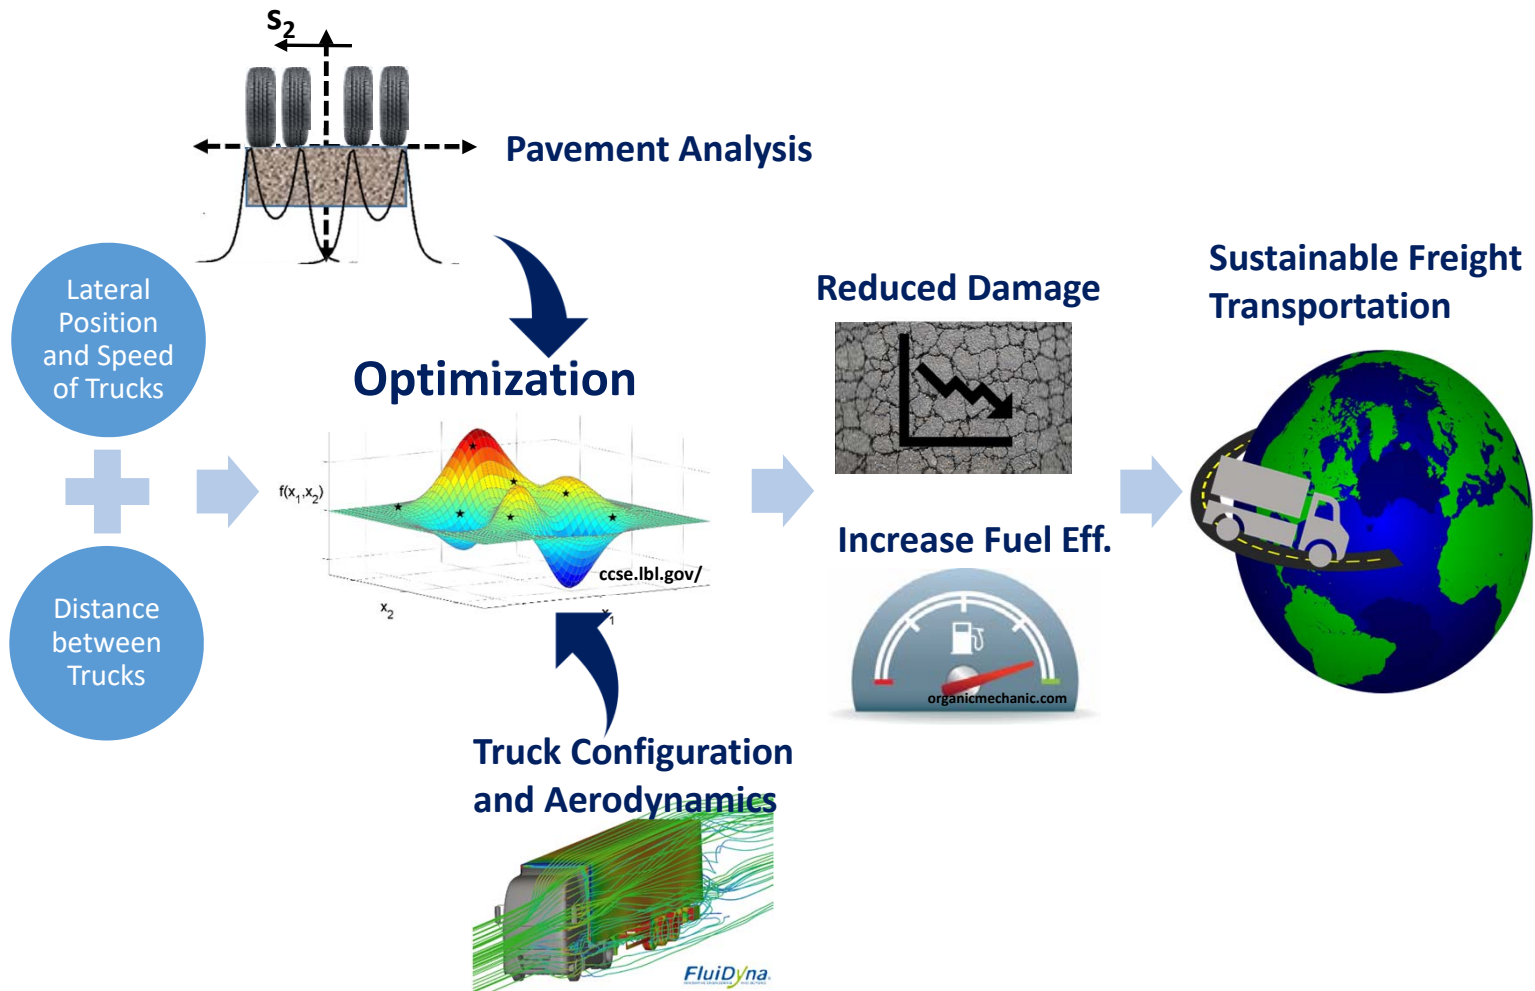 S2
Pavement Analysis
Lateral
Position
and Speed
of Trucks
Distance
between
Trucks
Optimization
f(x1,x2)
x2
x1
ccse.lbl.gov/
Truck Configuration
and Aerodynamics
FluiDyna
Reduced Damage
Increase Fuel Eff.
organicmechanic.com
Sustainable Freight
Transportation